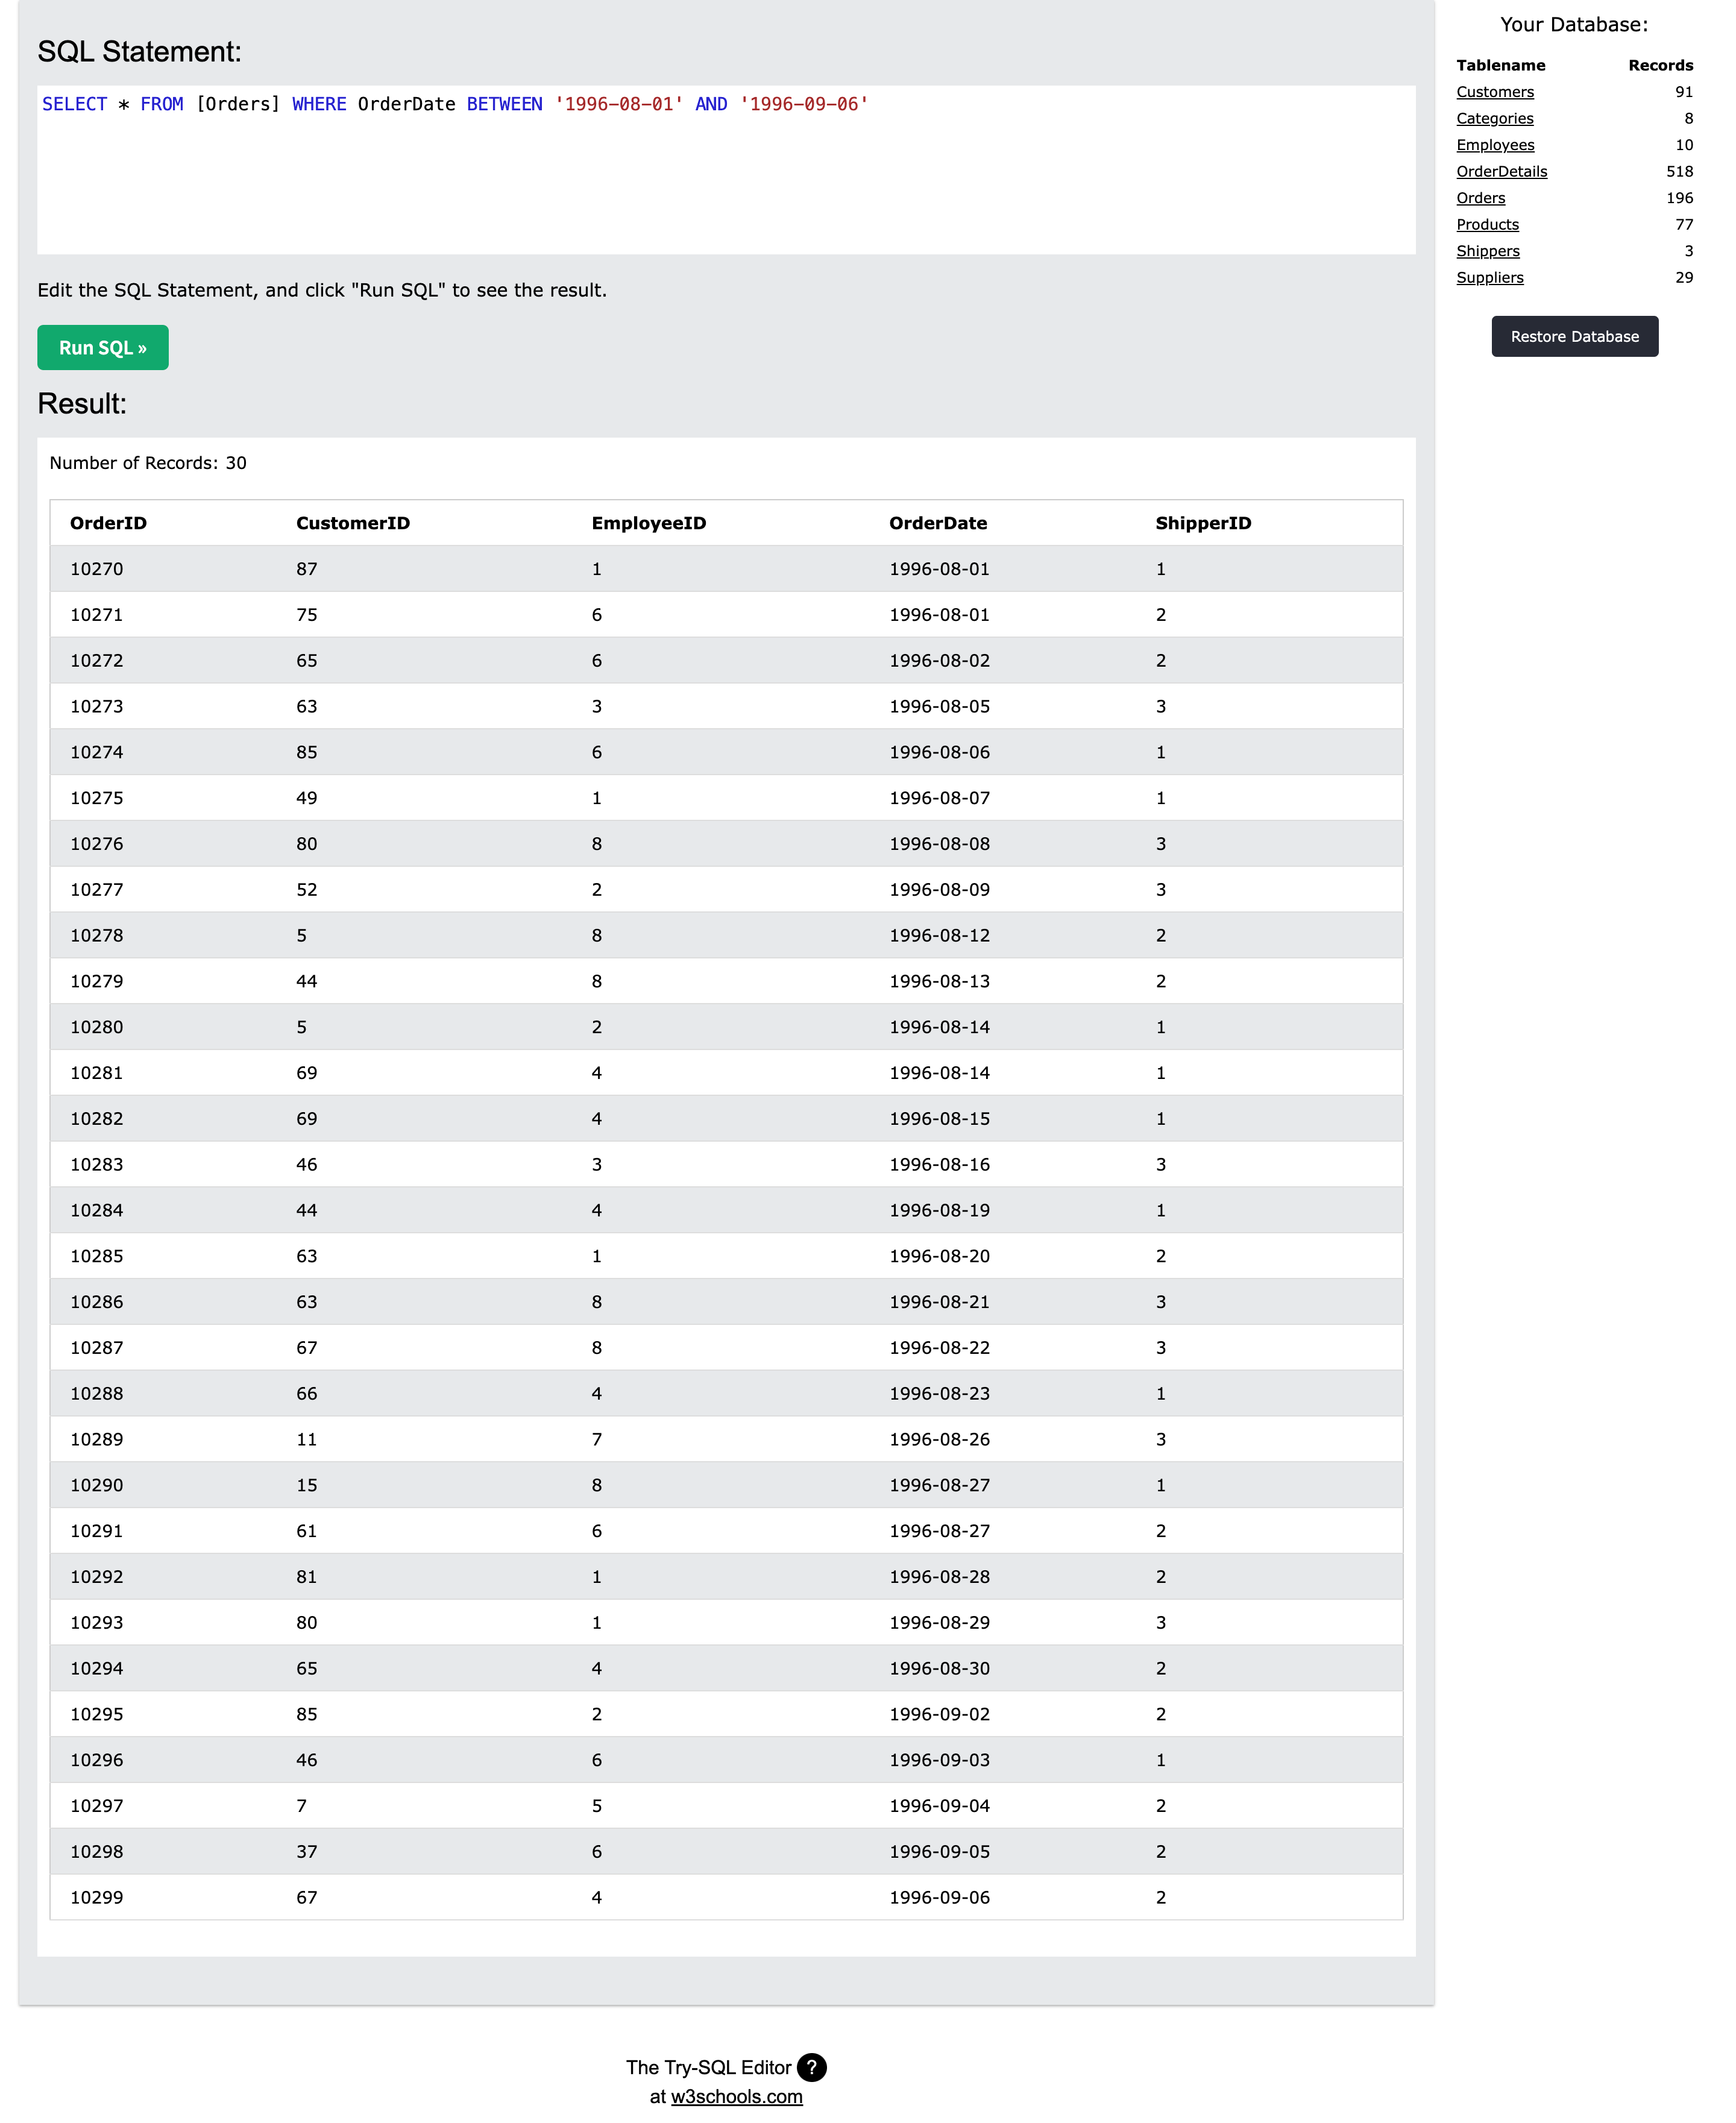 SQL Statement:
SELECT * FROM [Orders] WHERE OrderDate BETWEEN '1996-08-01' AND '1996-09-06'
Edit the SQL Statement, and click "Run SQL" to see the result.
Run SQL »
Result:
Number of Records: 30
OrderID CustomerID EmployeeID OrderDate ShipperID
10270 87 1 1996-08-01 1
10271 75 6 1996-08-01 2
10272 65 6 1996-08-02 2
10273 63 3 1996-08-05 3
10274 85 6 1996-08-06 1
10275 49 1 1996-08-07 1
10276 80 8 1996-08-08 3
10277 52 2 1996-08-09 3
10278 5 8 1996-08-12 2
10279 44 8 1996-08-13 2
10280 5 2 1996-08-14 1
10281 69 4 1996-08-14 1
10282 69 4 1996-08-15 1
10283 46 3 1996-08-16 3
10284 44 4 1996-08-19 1
10285 63 1 1996-08-20 2
10286 63 8 1996-08-21 3
10287 67 8 1996-08-22 3
10288 66 4 1996-08-23 1
10289 11 7 1996-08-26 3
10290 15 8 1996-08-27 1
10291 61 6 1996-08-27 2
10292 81 1 1996-08-28 2
10293 80 1 1996-08-29 3
10294 65 4 1996-08-30 2
10295 85 2 1996-09-02 2
10296 46 6 1996-09-03 1
10297 7 5 1996-09-04 2
10298 37 6 1996-09-05 2
10299 67 4 1996-09-06 2
Your Database:
Tablename Records
Customers 91
Categories 8
Employees 10
OrderDetails 518
Orders 196
Products 77
Shippers 3
Suppliers 29
Restore Database
The Try-SQL Editor ?
at w3schools.com